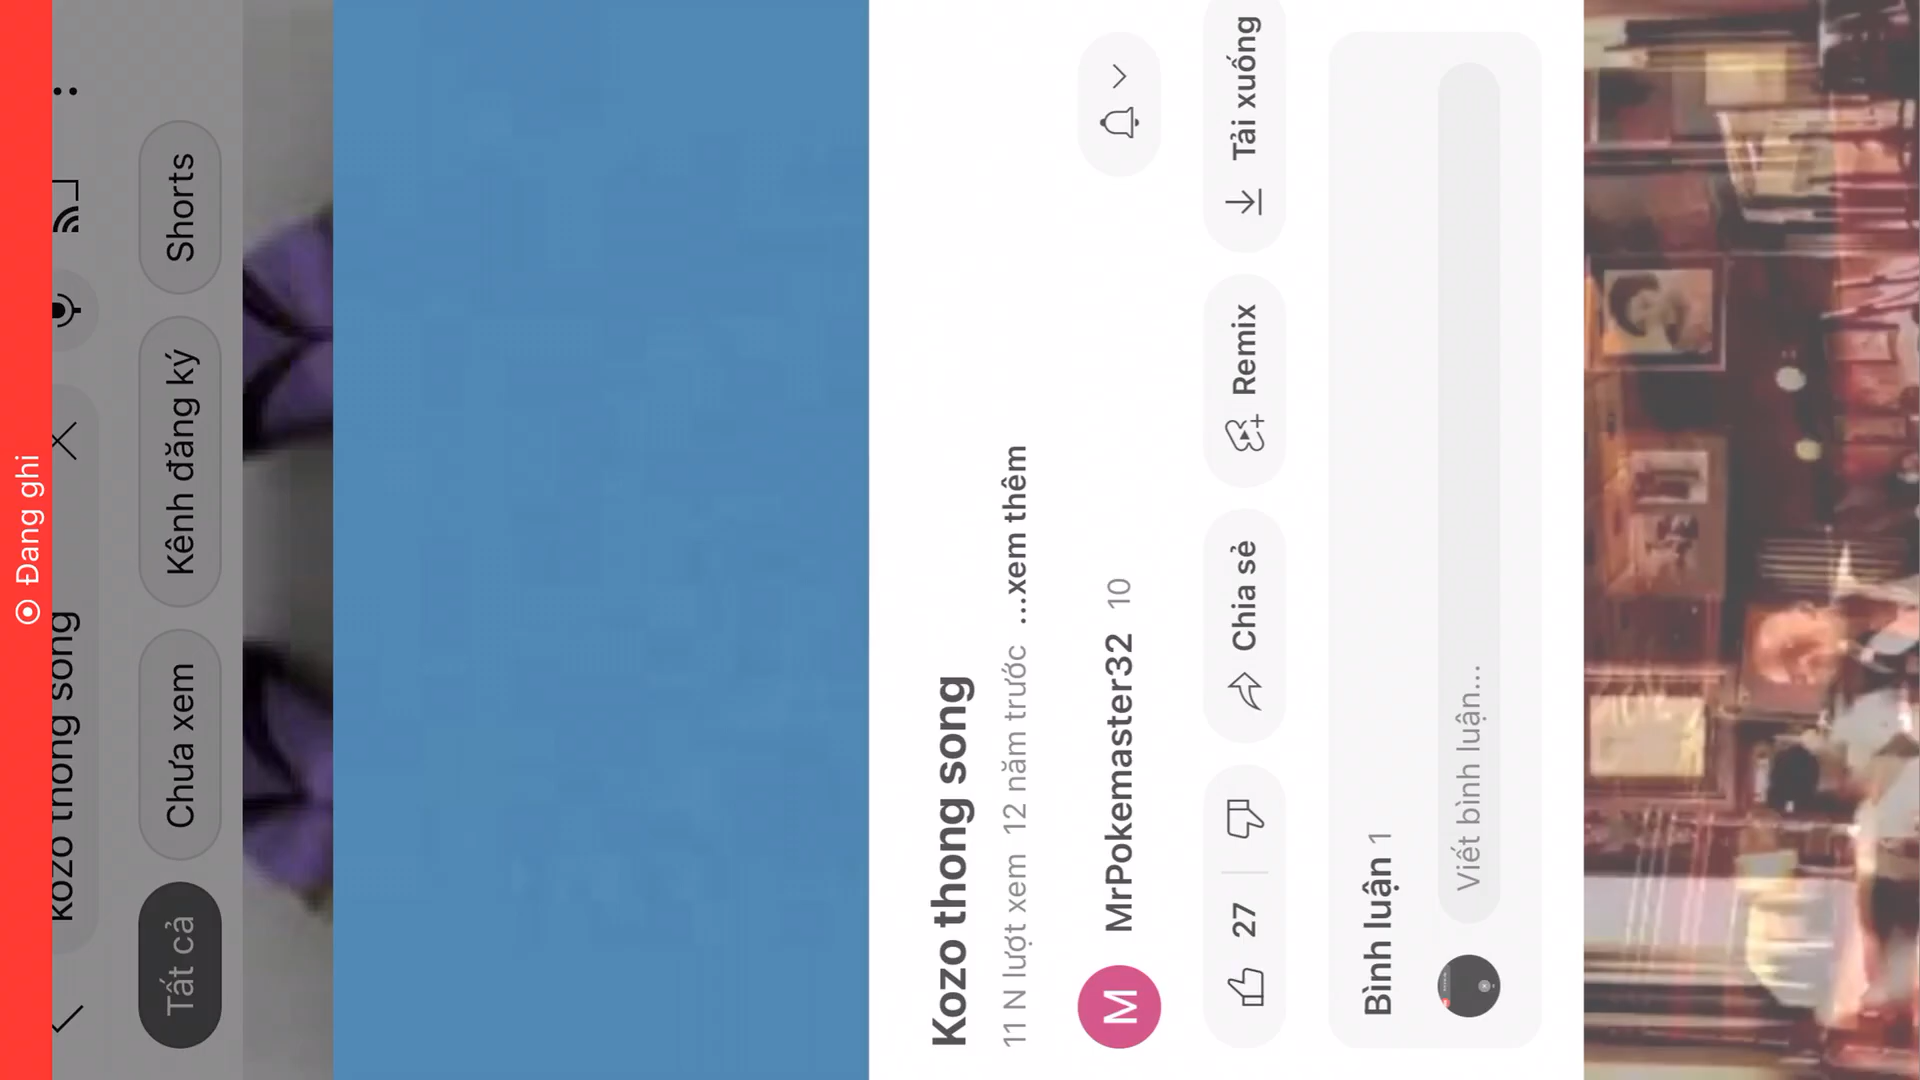 Đang ghi
kozo thong song
Tất cả
Chưa xem
Kênh đăng ký
Shorts
Kozo thong song
11 N lượt xem 12 năm trước ...xem thêm
M MrPokemaster32 10
27 Chia sẻ Remix Tải xuống
Bình luận 1
Viết bình luận...